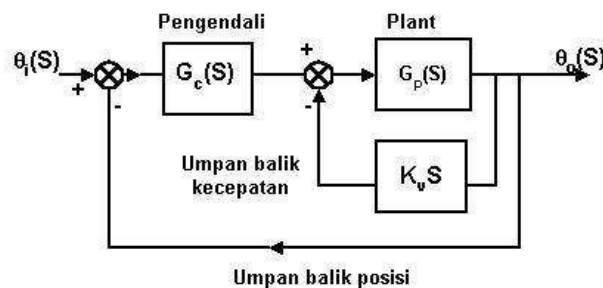 Pengendali
Plant
θi(S)
+
-
Gc(S)
+
-
Gp(S)
θo(S)
Umpan balik
kecepatan
KvS
Umpan balik posisi